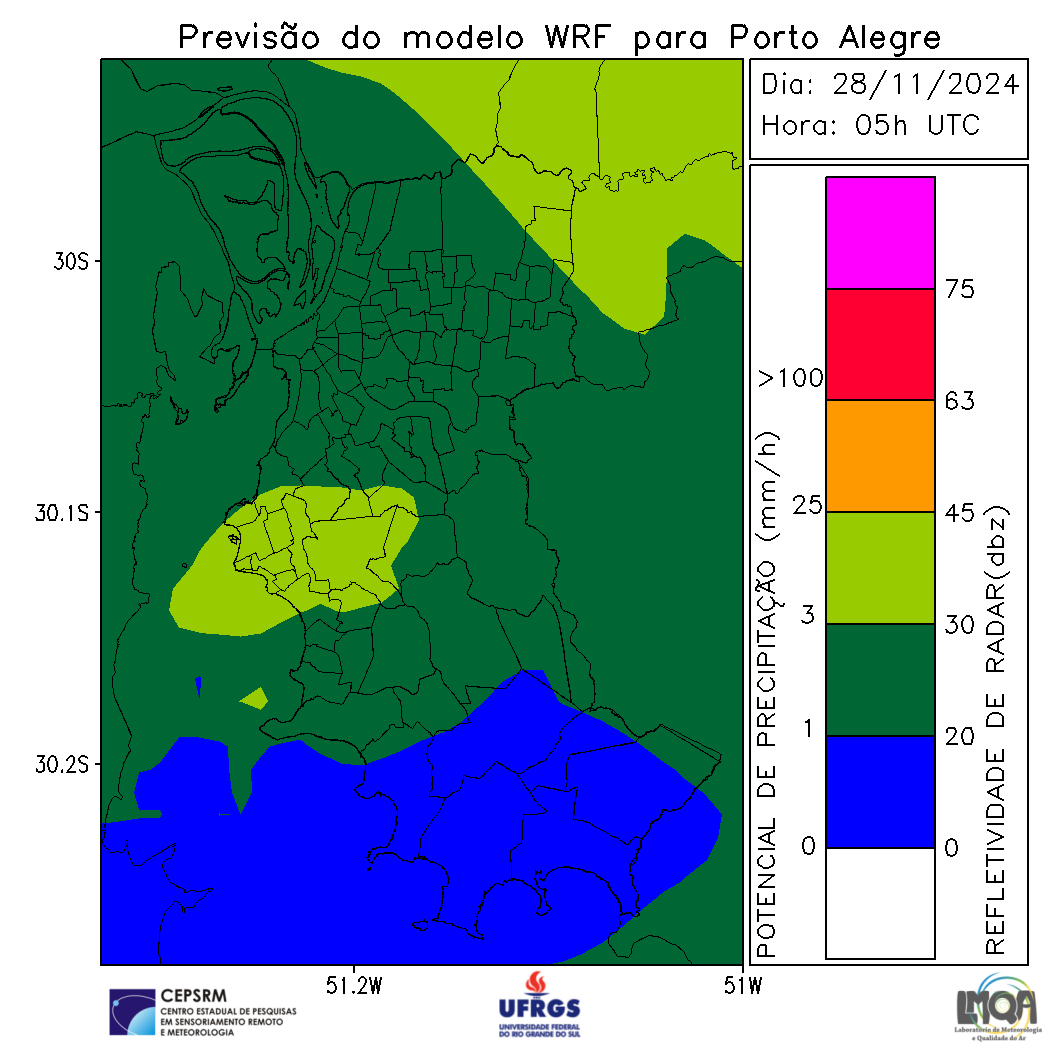 Previsão do modelo WRF para Porto Alegre
Dia: 28/11/2024
Hora: 05h UTC
30S
30.1S
30.2S
51.2W
51W
POTENCIAL DE PRECIPITAÇÃO (mm/h)
>100
25
3
1
0
75
63
45
30
20
0
REFLETIVIDADE DE RADAR(dbz)
CEPSRM
CENTRO ESTADUAL DE PESQUISAS
EM SENSORIAMENTO REMOTO
E METEOROLOGIA
UFRGS
UNIVERSIDADE FEDERAL
DO RIO GRANDE DO SUL
LMQA
Laboratório de Meteorologia
e Qualidade do Ar